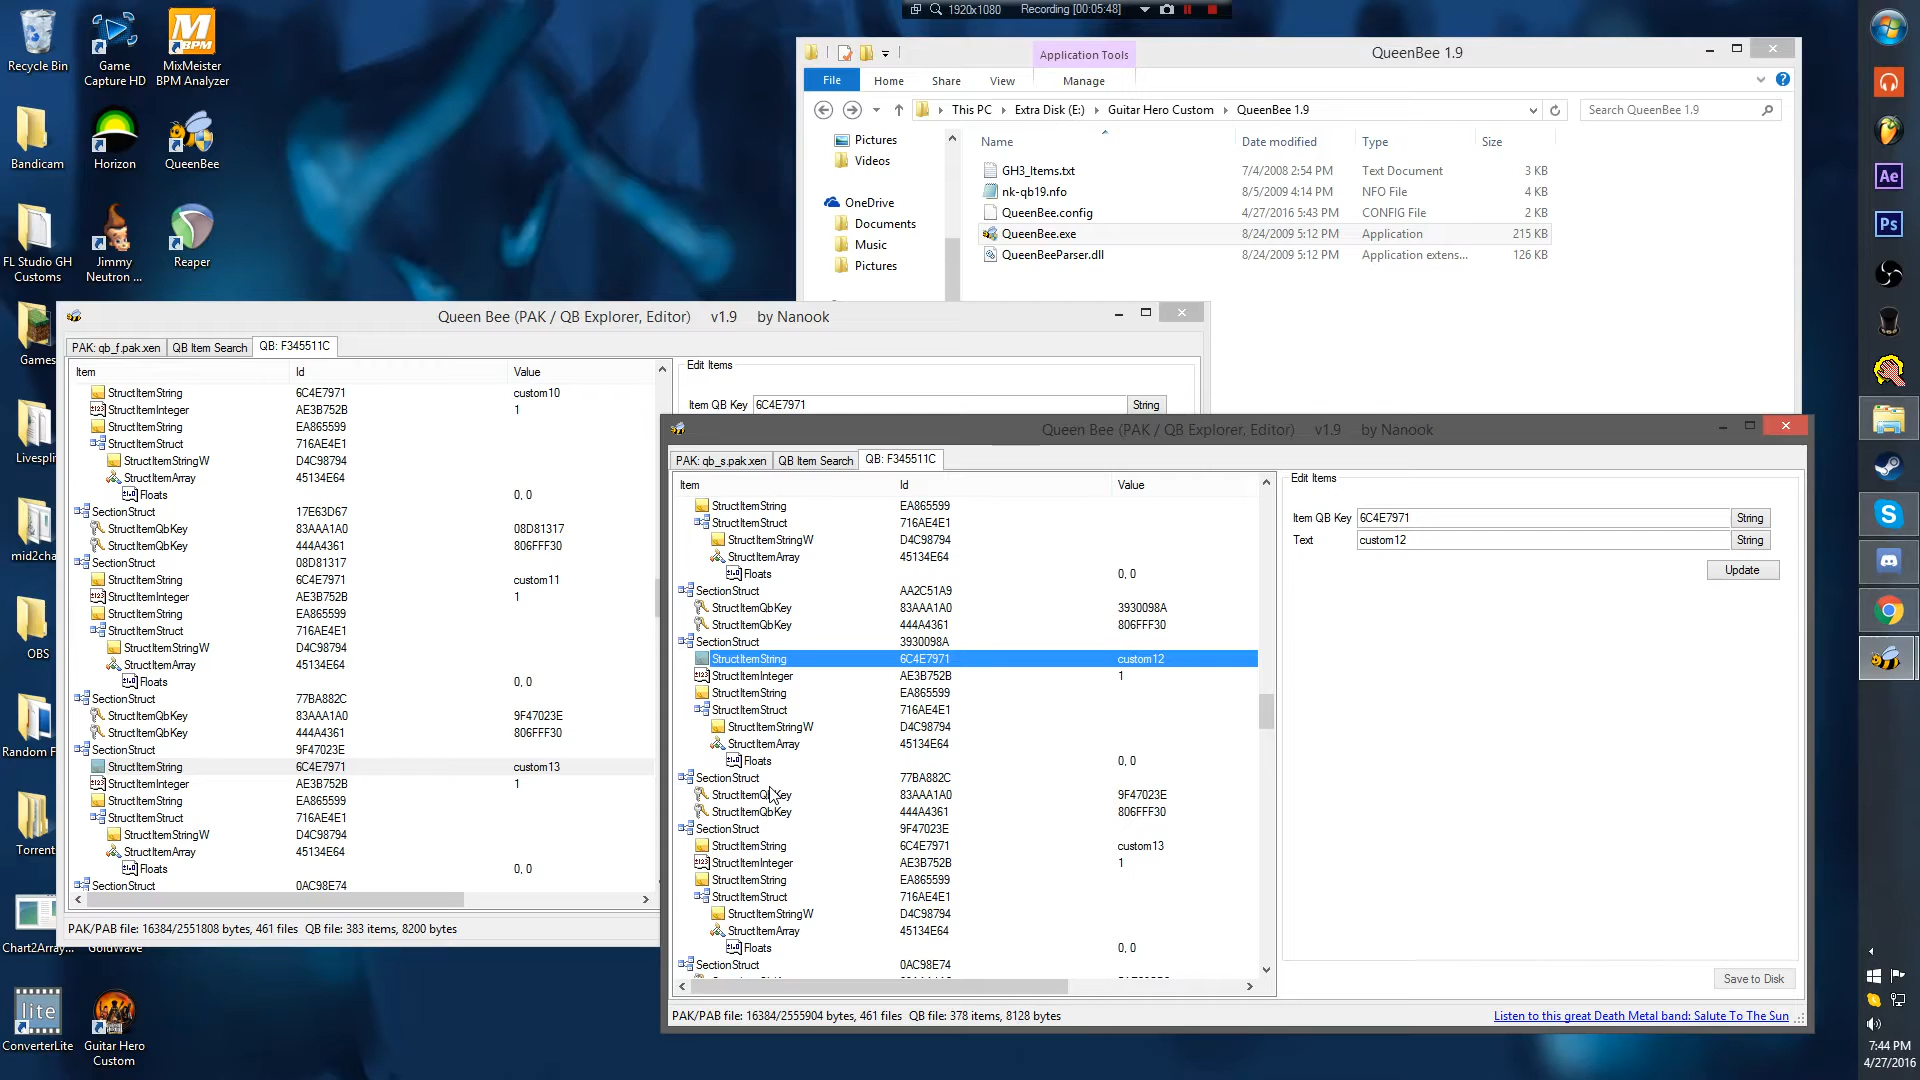 1920x1080 Recording [00:05:48]
Recycle Bin
Game Capture HD
MixMeister BPM Analyzer
Bandicam
Horizon
QueenBee
FL Studio GH Customs
Jimmy Neutron ...
Reaper
Games
Livespli
mid2cha
OBS
Random F
Torrent
Chart2Array...
GoldWave
ConverterLite
Guitar Hero Custom
Application Tools
QueenBee 1.9
File Home Share View Manage
This PC Extra Disk (E:) Guitar Hero Custom QueenBee 1.9
Search QueenBee 1.9
Pictures
Videos
OneDrive
Documents
Music
Pictures
Name Date modified Type Size
GH3_Items.txt 7/4/2008 2:54 PM Text Document 3 KB
nk-qb19.nfo 8/5/2009 4:14 PM NFO File 4 KB
QueenBee.config 4/27/2016 5:43 PM CONFIG File 2 KB
QueenBee.exe 8/24/2009 5:12 PM Application 215 KB
QueenBeeParser.dll 8/24/2009 5:12 PM Application extens... 126 KB
Queen Bee (PAK / QB Explorer, Editor) v1.9 by Nanook
PAK: qb_f.pak.xen QB Item Search QB: F345511C
Item Id Value
StructItemString 6C4E7971 custom10
StructItemInteger AE3B752B 1
StructItemString EA865599
StructItemStruct 716AE4E1
StructItemStringW D4C98794
StructItemArray 45134E64
Floats 0, 0
SectionStruct 17E63D67
StructItemQbKey 83AAA1A0 08D81317
StructItemQbKey 444A4361 806FFF30
SectionStruct 08D81317
StructItemString 6C4E7971 custom11
StructItemInteger AE3B752B 1
StructItemString EA865599
StructItemStruct 716AE4E1
StructItemStringW D4C98794
StructItemArray 45134E64
Floats 0, 0
SectionStruct 77BA882C
StructItemQbKey 83AAA1A0 9F47023E
StructItemQbKey 444A4361 806FFF30
SectionStruct 9F47023E
StructItemString 6C4E7971 custom13
StructItemInteger AE3B752B 1
StructItemString EA865599
StructItemStruct 716AE4E1
StructItemStringW D4C98794
StructItemArray 45134E64
Floats 0, 0
SectionStruct 0AC98E74
PAK/PAB file: 16384/2551808 bytes, 461 files QB file: 383 items, 8200 bytes
Edit Items
Item QB Key 6C4E7971 String
Queen Bee (PAK / QB Explorer, Editor) v1.9 by Nanook
PAK: qb_s.pak.xen QB Item Search QB: F345511C
Item Id Value
StructItemString EA865599
StructItemStruct 716AE4E1
StructItemStringW D4C98794
StructItemArray 45134E64
Floats 0, 0
SectionStruct AA2C51A9
StructItemQbKey 83AAA1A0 3930098A
StructItemQbKey 444A4361 806FFF30
SectionStruct 3930098A
StructItemString 6C4E7971 custom12
StructItemInteger AE3B752B 1
StructItemString EA865599
StructItemStruct 716AE4E1
StructItemStringW D4C98794
StructItemArray 45134E64
Floats 0, 0
SectionStruct 77BA882C
StructItemQbKey 83AAA1A0 9F47023E
StructItemQbKey 444A4361 806FFF30
SectionStruct 9F47023E
StructItemString 6C4E7971 custom13
StructItemInteger AE3B752B 1
StructItemString EA865599
StructItemStruct 716AE4E1
StructItemStringW D4C98794
StructItemArray 45134E64
Floats 0, 0
SectionStruct 0AC98E74
Edit Items
Item QB Key 6C4E7971 String
Text custom12 String
Update
Save to Disk
PAK/PAB file: 16384/2555904 bytes, 461 files QB file: 378 items, 8128 bytes
Listen to this great Death Metal band: Salute To The Sun
Ae
Ps
7:44 PM
4/27/2016